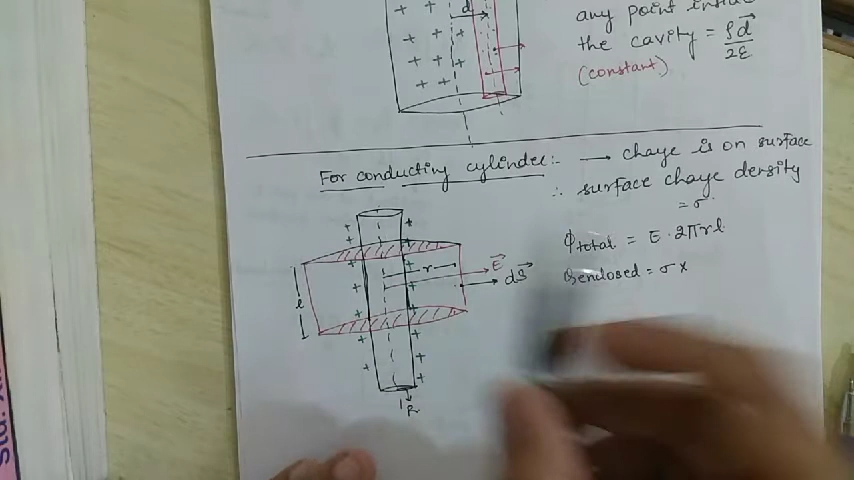 d
any point inside
the cavity = ρd⃗/2ε
(constant)
For conducting cylinder:- → charge is on surface
∴ surface charge density
= σ
ϕtotal = E · 2πrl
qenclosed = σ ×
r
E⃗
dS⃗
l
R
Std.